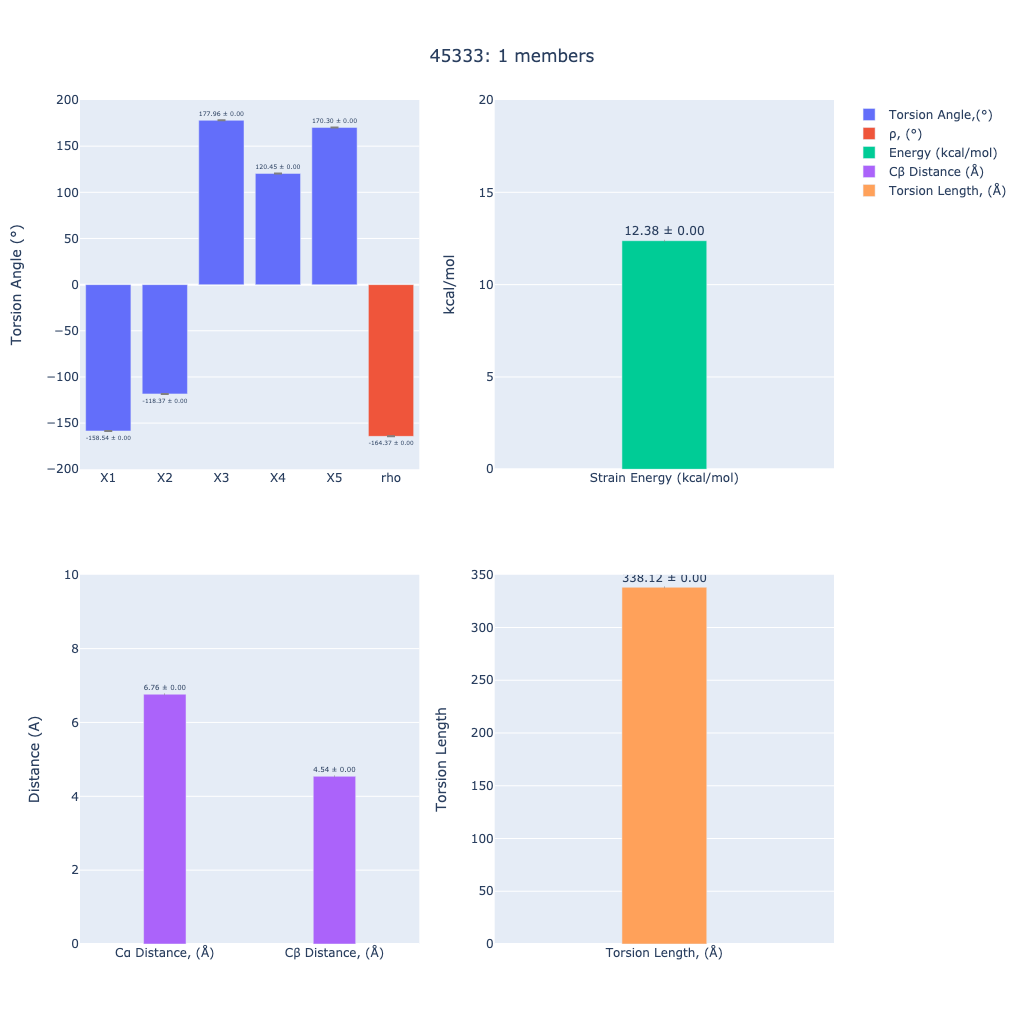 45333: 1 members
Torsion Angle (°)
200
150
100
50
0
−50
−100
−150
−200
177.96 ± 0.00
120.45 ± 0.00
170.30 ± 0.00
-158.54 ± 0.00
-118.37 ± 0.00
-164.37 ± 0.00
X1 X2 X3 X4 X5 rho
kcal/mol
20
15
10
5
0
12.38 ± 0.00
Strain Energy (kcal/mol)
Torsion Angle,(°)
ρ, (°)
Energy (kcal/mol)
Cβ Distance (Å)
Torsion Length, (Å)
Distance (A)
10
8
6
4
2
0
6.76 ± 0.00
4.54 ± 0.00
Cα Distance, (Å) Cβ Distance, (Å)
Torsion Length
350
300
250
200
150
100
50
0
338.12 ± 0.00
Torsion Length, (Å)